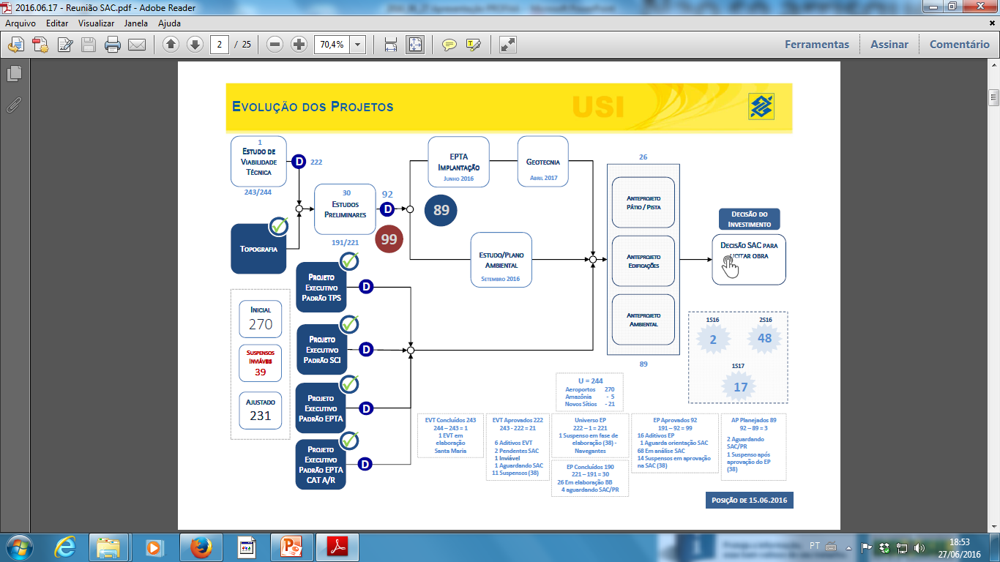 2016.06.17 - Reunião SAC.pdf - Adobe Reader
Arquivo Editar Visualizar Janela Ajuda
2 / 25 70,4% Ferramentas Assinar Comentário
EVOLUÇÃO DOS PROJETOS
USI
1
ESTUDO DE
VIABILIDADE
TÉCNICA
243/244
D
222
TOPOGRAFIA
30
ESTUDOS
PRELIMINARES
191/221
92
D
99
89
EPTA
IMPLANTAÇÃO
JUNHO 2016
GEOTECNIA
ABRIL 2017
ESTUDO/PLANO
AMBIENTAL
SETEMBRO 2016
26
ANTEPROJETO
PÁTIO / PISTA
ANTEPROJETO
EDIFICAÇÕES
ANTEPROJETO
AMBIENTAL
89
DECISÃO DO
INVESTIMENTO
DECISÃO SAC PARA
LICITAR OBRA
PROJETO
EXECUTIVO
PADRÃO TPS
D
PROJETO
EXECUTIVO
PADRÃO SCI
D
PROJETO
EXECUTIVO
PADRÃO EPTA
D
PROJETO
EXECUTIVO
PADRÃO EPTA
CAT A/R
D
INICIAL
270
SUSPENSOS
INVIÁVEIS
39
AJUSTADO
231
1S16
2
2S16
48
1S17
17
U = 244
Aeroportos 270
Amazônia - 5
Novos Sítios - 21
EVT Concluídos 243
244 – 243 = 1
1 EVT em
elaboração
Santa Maria
EVT Aprovados 222
243 - 222 = 21
6 Aditivos EVT
2 Pendentes SAC
1 Inviável
1 Aguardando SAC
11 Suspensos (38)
Universo EP
222 – 1 = 221
1 Suspenso em fase de
elaboração (38) -
Navegantes
EP Concluídos 190
221 – 191 = 30
26 Em elaboração BB
4 aguardando SAC/PR
EP Aprovados 92
191 – 92 = 99
16 Aditivos EP
1 Aguarda orientação SAC
68 Em análise SAC
14 Suspensos em aprovação
na SAC (38)
AP Planejados 89
92 – 89 = 3
2 Aguardando
SAC/PR
1 Suspenso após
aprovação do EP
(38)
POSIÇÃO DE 15.06.2016
PT
18:53
27/06/2016